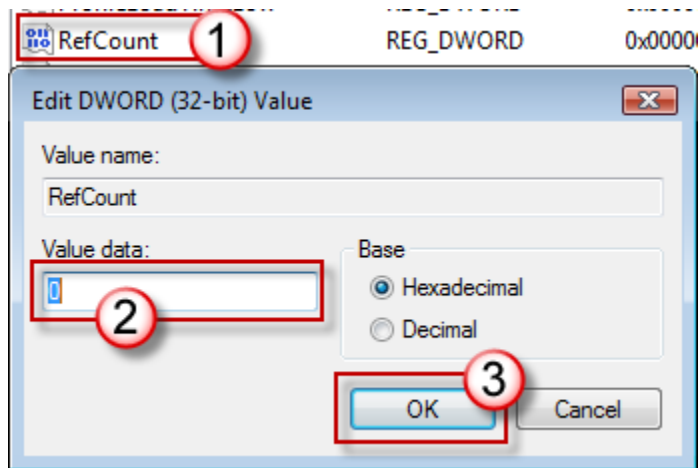 RefCount 1 REG_DWORD 0x0000
Edit DWORD (32-bit) Value
Value name:
RefCount
Value data:
0
2
Base
Hexadecimal
Decimal
3
OK Cancel